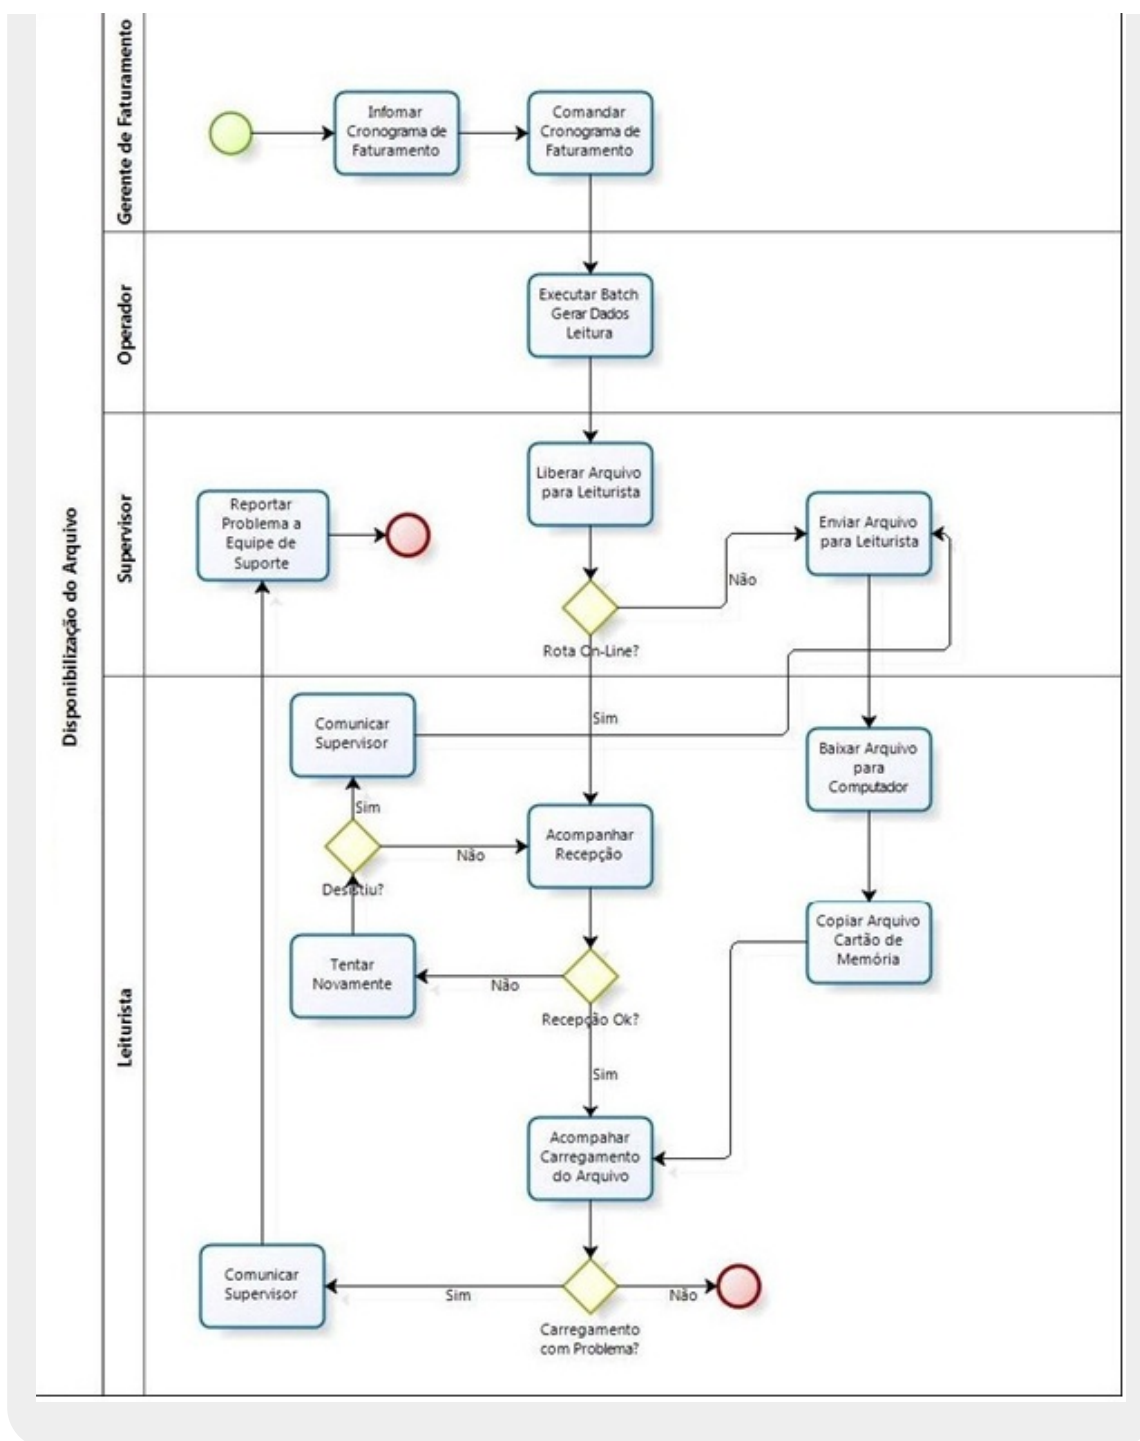 Disponibilização do Arquivo
Gerente de Faturamento
Infomar
Cronograma de
Faturamento
Comandar
Cronograma de
Faturamento
Operador
Executar Batch
Gerar Dados
Leitura
Supervisor
Liberar Arquivo
para Leiturista
Reportar
Problema a
Equipe de
Suporte
Enviar Arquivo
para Leiturista
Não
Rota On-Line?
Leiturista
Sim
Comunicar
Supervisor
Baixar Arquivo
para
Computador
Sim
Acompanhar
Recepção
Não
Desistiu?
Copiar Arquivo
Cartão de
Memória
Tentar
Novamente
Não
Recepção Ok?
Sim
Acompahar
Carregamento
do Arquivo
Comunicar
Supervisor
Sim
Não
Carregamento
com Problema?